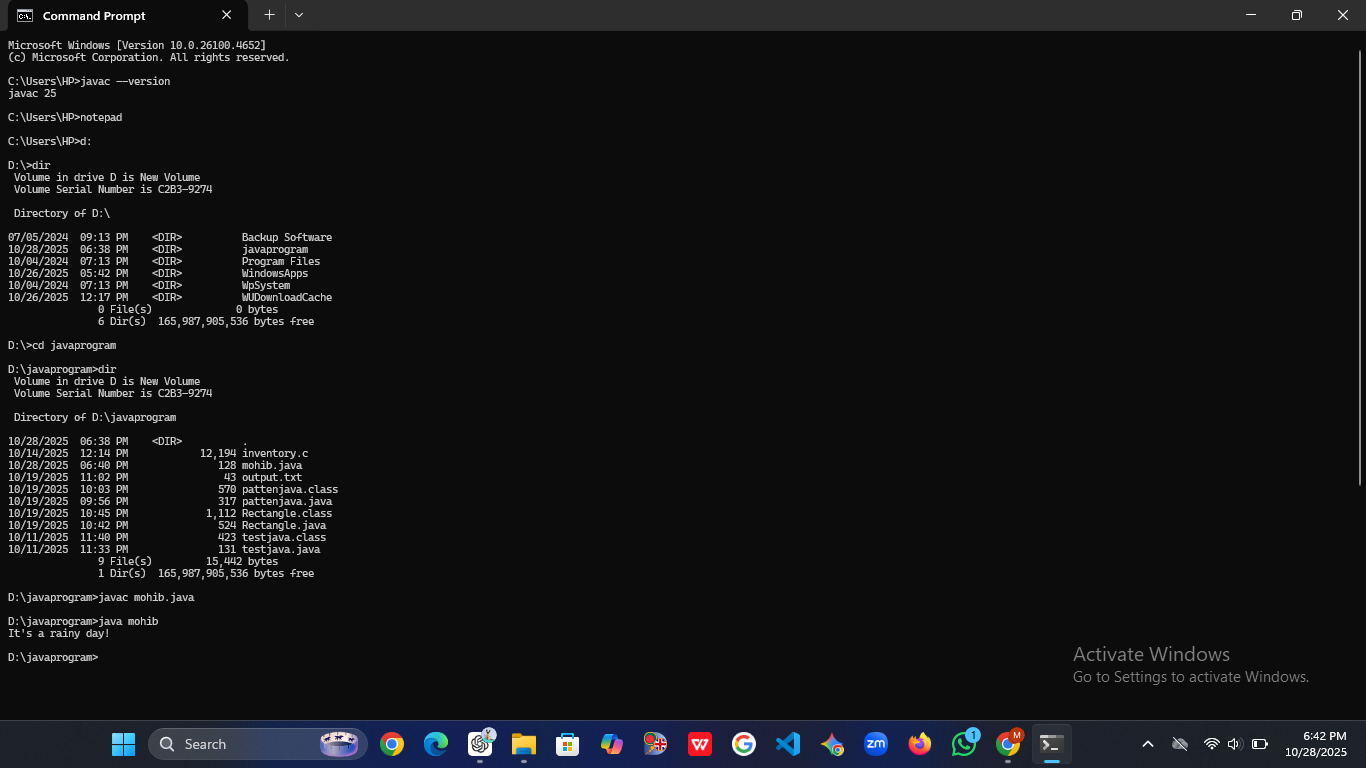 Command Prompt
Microsoft Windows [Version 10.0.26100.4652]
(c) Microsoft Corporation. All rights reserved.
C:\Users\HP>javac --version
javac 25
C:\Users\HP>notepad
C:\Users\HP>d:
D:\>dir
Volume in drive D is New Volume
Volume Serial Number is C2B3-9274
Directory of D:\
07/05/2024  09:13 PM    <DIR>          Backup Software
10/28/2025  06:38 PM    <DIR>          javaprogram
10/04/2024  07:13 PM    <DIR>          Program Files
10/26/2025  05:42 PM    <DIR>          WindowsApps
10/04/2024  07:13 PM    <DIR>          WpSystem
10/26/2025  12:17 PM    <DIR>          WUDownloadCache
0 File(s)              0 bytes
6 Dir(s)  165,987,905,536 bytes free
D:\>cd javaprogram
D:\javaprogram>dir
Volume in drive D is New Volume
Volume Serial Number is C2B3-9274
Directory of D:\javaprogram
10/28/2025  06:38 PM    <DIR>          .
10/14/2025  12:14 PM            12,194 inventory.c
10/28/2025  06:40 PM               128 mohib.java
10/19/2025  11:02 PM                43 output.txt
10/19/2025  10:03 PM               570 pattenjava.class
10/19/2025  09:56 PM               317 pattenjava.java
10/19/2025  10:45 PM             1,112 Rectangle.class
10/19/2025  10:42 PM               524 Rectangle.java
10/11/2025  11:40 PM               423 testjava.class
10/11/2025  11:33 PM               131 testjava.java
9 File(s)         15,442 bytes
1 Dir(s)  165,987,905,536 bytes free
D:\javaprogram>javac mohib.java
D:\javaprogram>java mohib
It's a rainy day!
D:\javaprogram>
Activate Windows
Go to Settings to activate Windows.
Search
W
G
zm
1
M
6:42 PM
10/28/2025